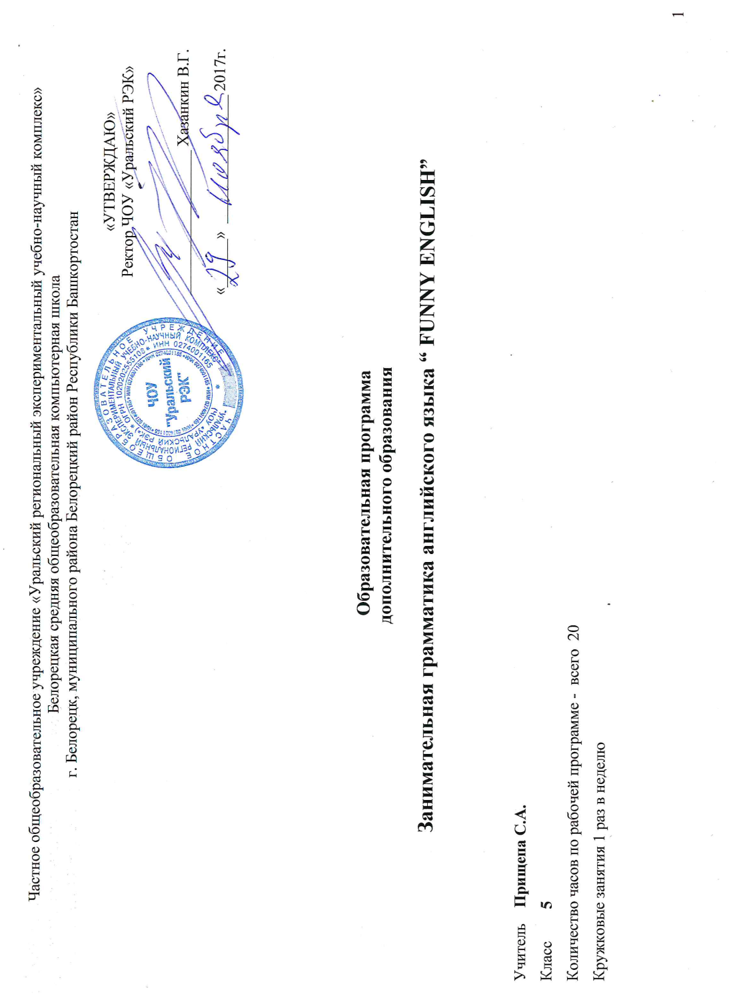 Частное общеобразовательное учреждение «Уральский региональный экспериментальный учебно-научный комплекс»
Белорецкая средняя общеобразовательная компьютерная школа
г. Белорецк, муниципального района Белорецкий район Республики Башкортостан
«УТВЕРЖДАЮ»
Ректор ЧОУ «Уральский РЭК»
Хазанкин В.Г.
« 29 » ноября 2017г.
ЧАСТНОЕ ОБЩЕОБРАЗОВАТЕЛЬНОЕ УЧРЕЖДЕНИЕ
"УРАЛЬСКИЙ РЕГИОНАЛЬНЫЙ ЭКСПЕРИМЕНТАЛЬНЫЙ УЧЕБНО-НАУЧНЫЙ КОМПЛЕКС"
(ЧОУ «УРАЛЬСКИЙ РЭК») * ОГРН 1020202555108 * ИНН 0274001165 *
ЧОУ
"Уральский
РЭК"
Образовательная программа
дополнительного образования
Занимательная грамматика английского языка “ FUNNY ENGLISH”
Учитель Прищепа С.А.
Класс 5
Количество часов по рабочей программе - всего 20
Кружковые занятия 1 раз в неделю
1